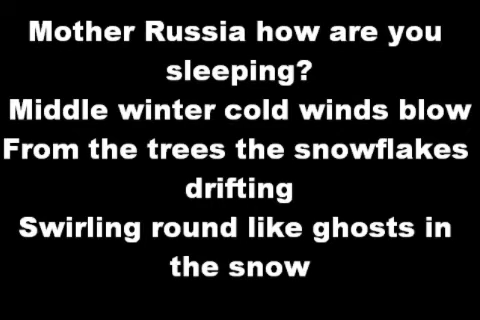 Mother Russia how are you
sleeping?
Middle winter cold winds blow
From the trees the snowflakes
drifting
Swirling round like ghosts in
the snow